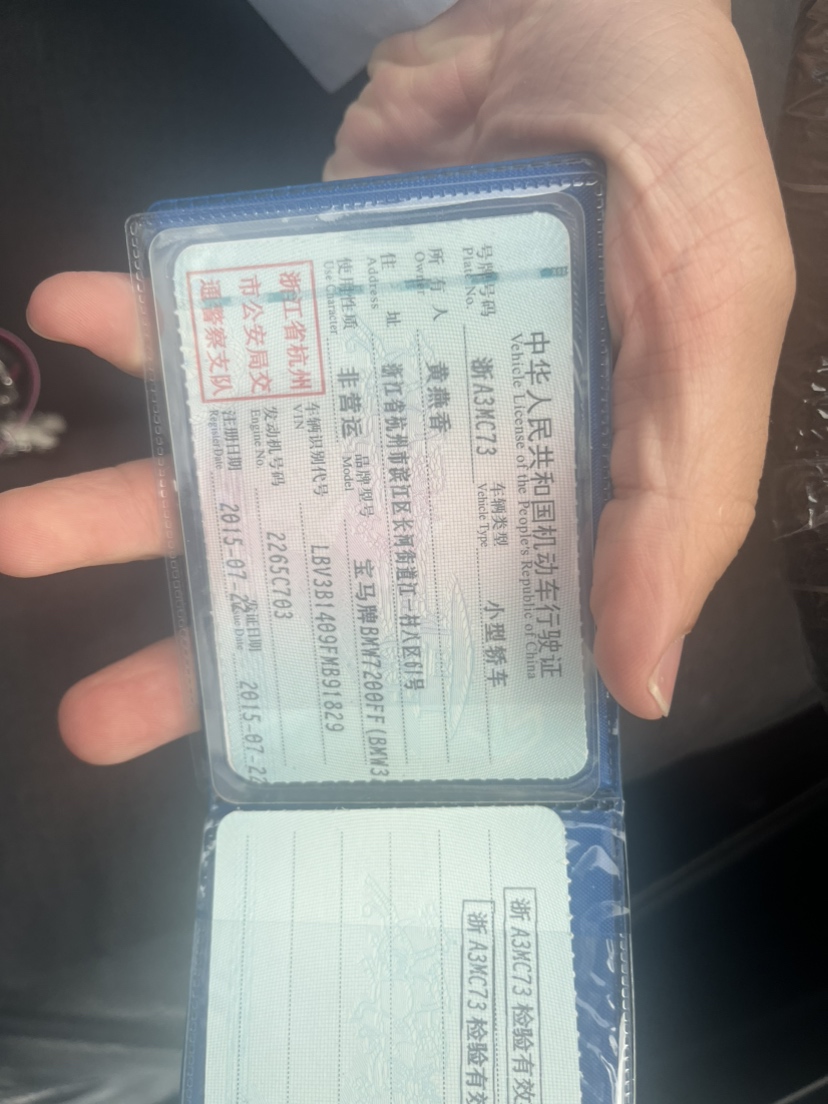 中华人民共和国机动车行驶证
Vehicle License of the People's Republic of China
号牌号码 浙A3MC73 车辆类型 小型轿车
Plate No. Vehicle Type
所有人 黄燕香
Owner
住址 浙江省杭州市滨江区长河街道江一村八区61号
Address
使用性质 非营运 品牌型号 宝马牌BMW7200FF(BMW3
Use Character Model
浙江省杭州
市公安局交
通警察支队
车辆识别代号 LBV3B1409FMB91829
VIN
发动机号码 2265C703
Engine No.
注册日期 2015-07-22 发证日期 2015-07-22
Register Date Issue Date
浙A3MC73 检验有效
浙A3MC73 检验有效